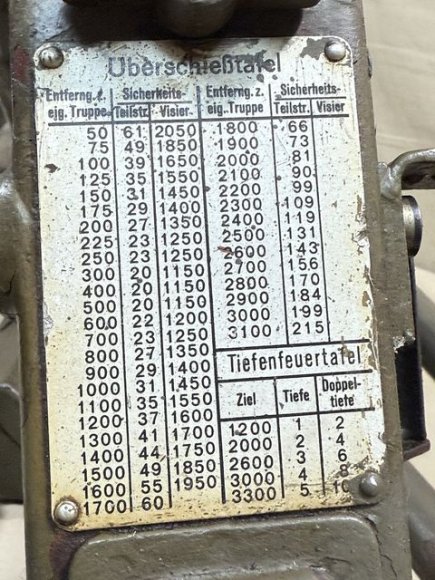 Überschießtafel
Entferng. z. eig. Truppe Sicherheits- Teilstr. Visier
50 61 2050
75 49 1850
100 39 1650
125 35 1550
150 31 1450
175 29 1400
200 27 1350
225 23 1250
250 23 1250
300 20 1150
400 20 1150
500 20 1150
600 22 1200
700 23 1250
800 27 1350
900 29 1400
1000 31 1450
1100 35 1550
1200 37 1600
1300 41 1700
1400 44 1750
1500 49 1850
1600 55 1950
1700 60
Entferng. z. eig. Truppe Sicherheits- Teilstr. Visier
1800 66
1900 73
2000 81
2100 90
2200 99
2300 109
2400 119
2500 131
2600 143
2700 156
2800 170
2900 184
3000 199
3100 215
Tiefenfeuertafel
Ziel Tiefe Doppel-
tiefe
1200 1 2
2000 2 4
2600 3 6
3000 4 8
3300 5 10